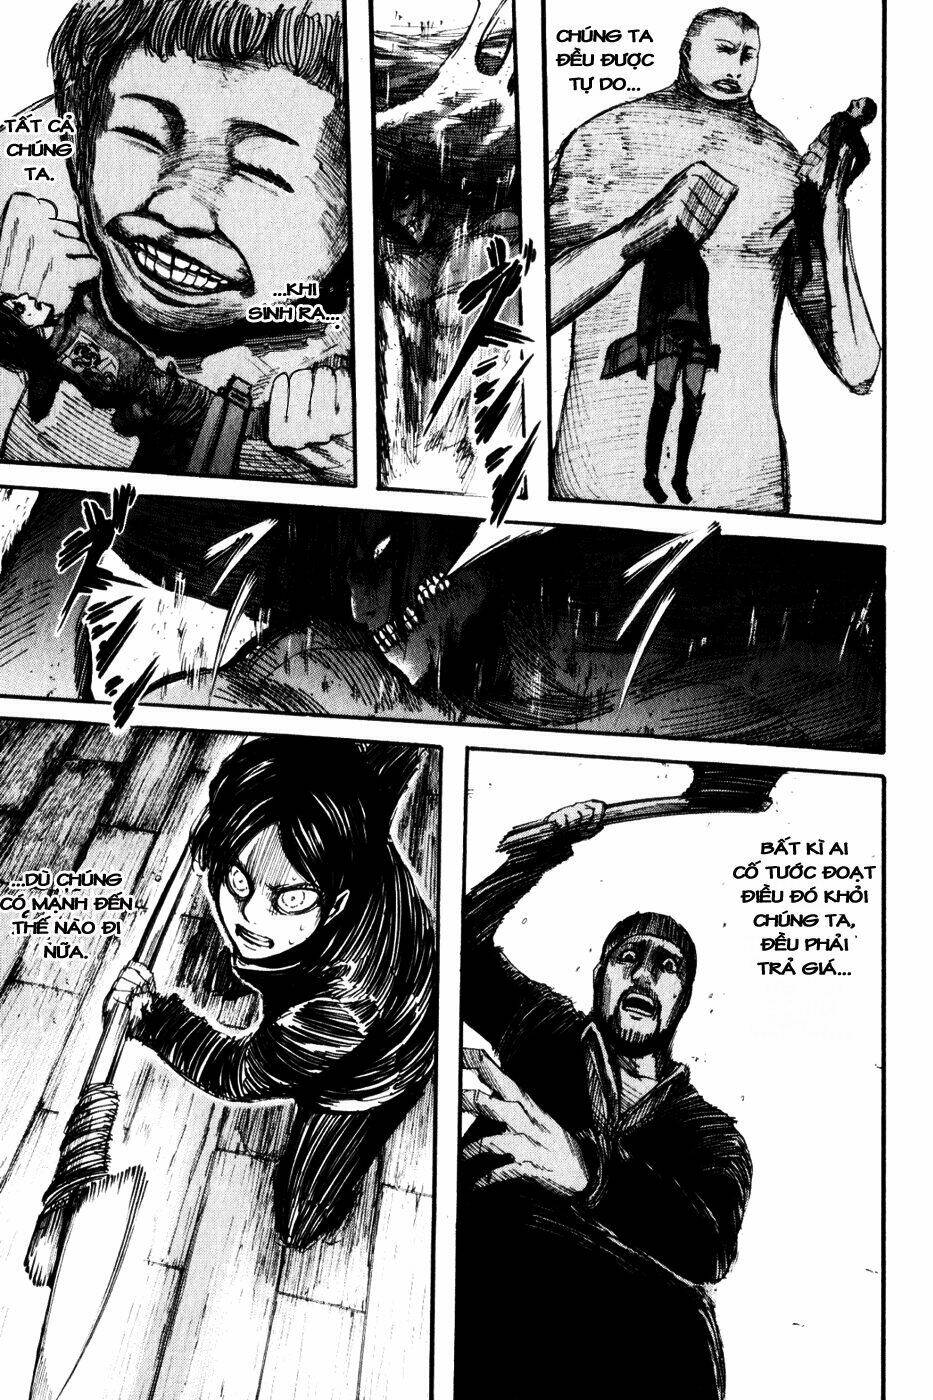 CHÚNG TA
ĐỀU ĐƯỢC
TỰ DO...
...KHI
SINH RA...
TẤT CẢ
CHÚNG
TA.
BẤT KÌ AI
CỐ TƯỚC ĐOẠT
ĐIỀU ĐÓ KHỎI
CHÚNG TA,
ĐỀU PHẢI
TRẢ GIÁ...
...DÙ CHÚNG
CÓ MẠNH ĐẾN
THẾ NÀO ĐI
NỮA.